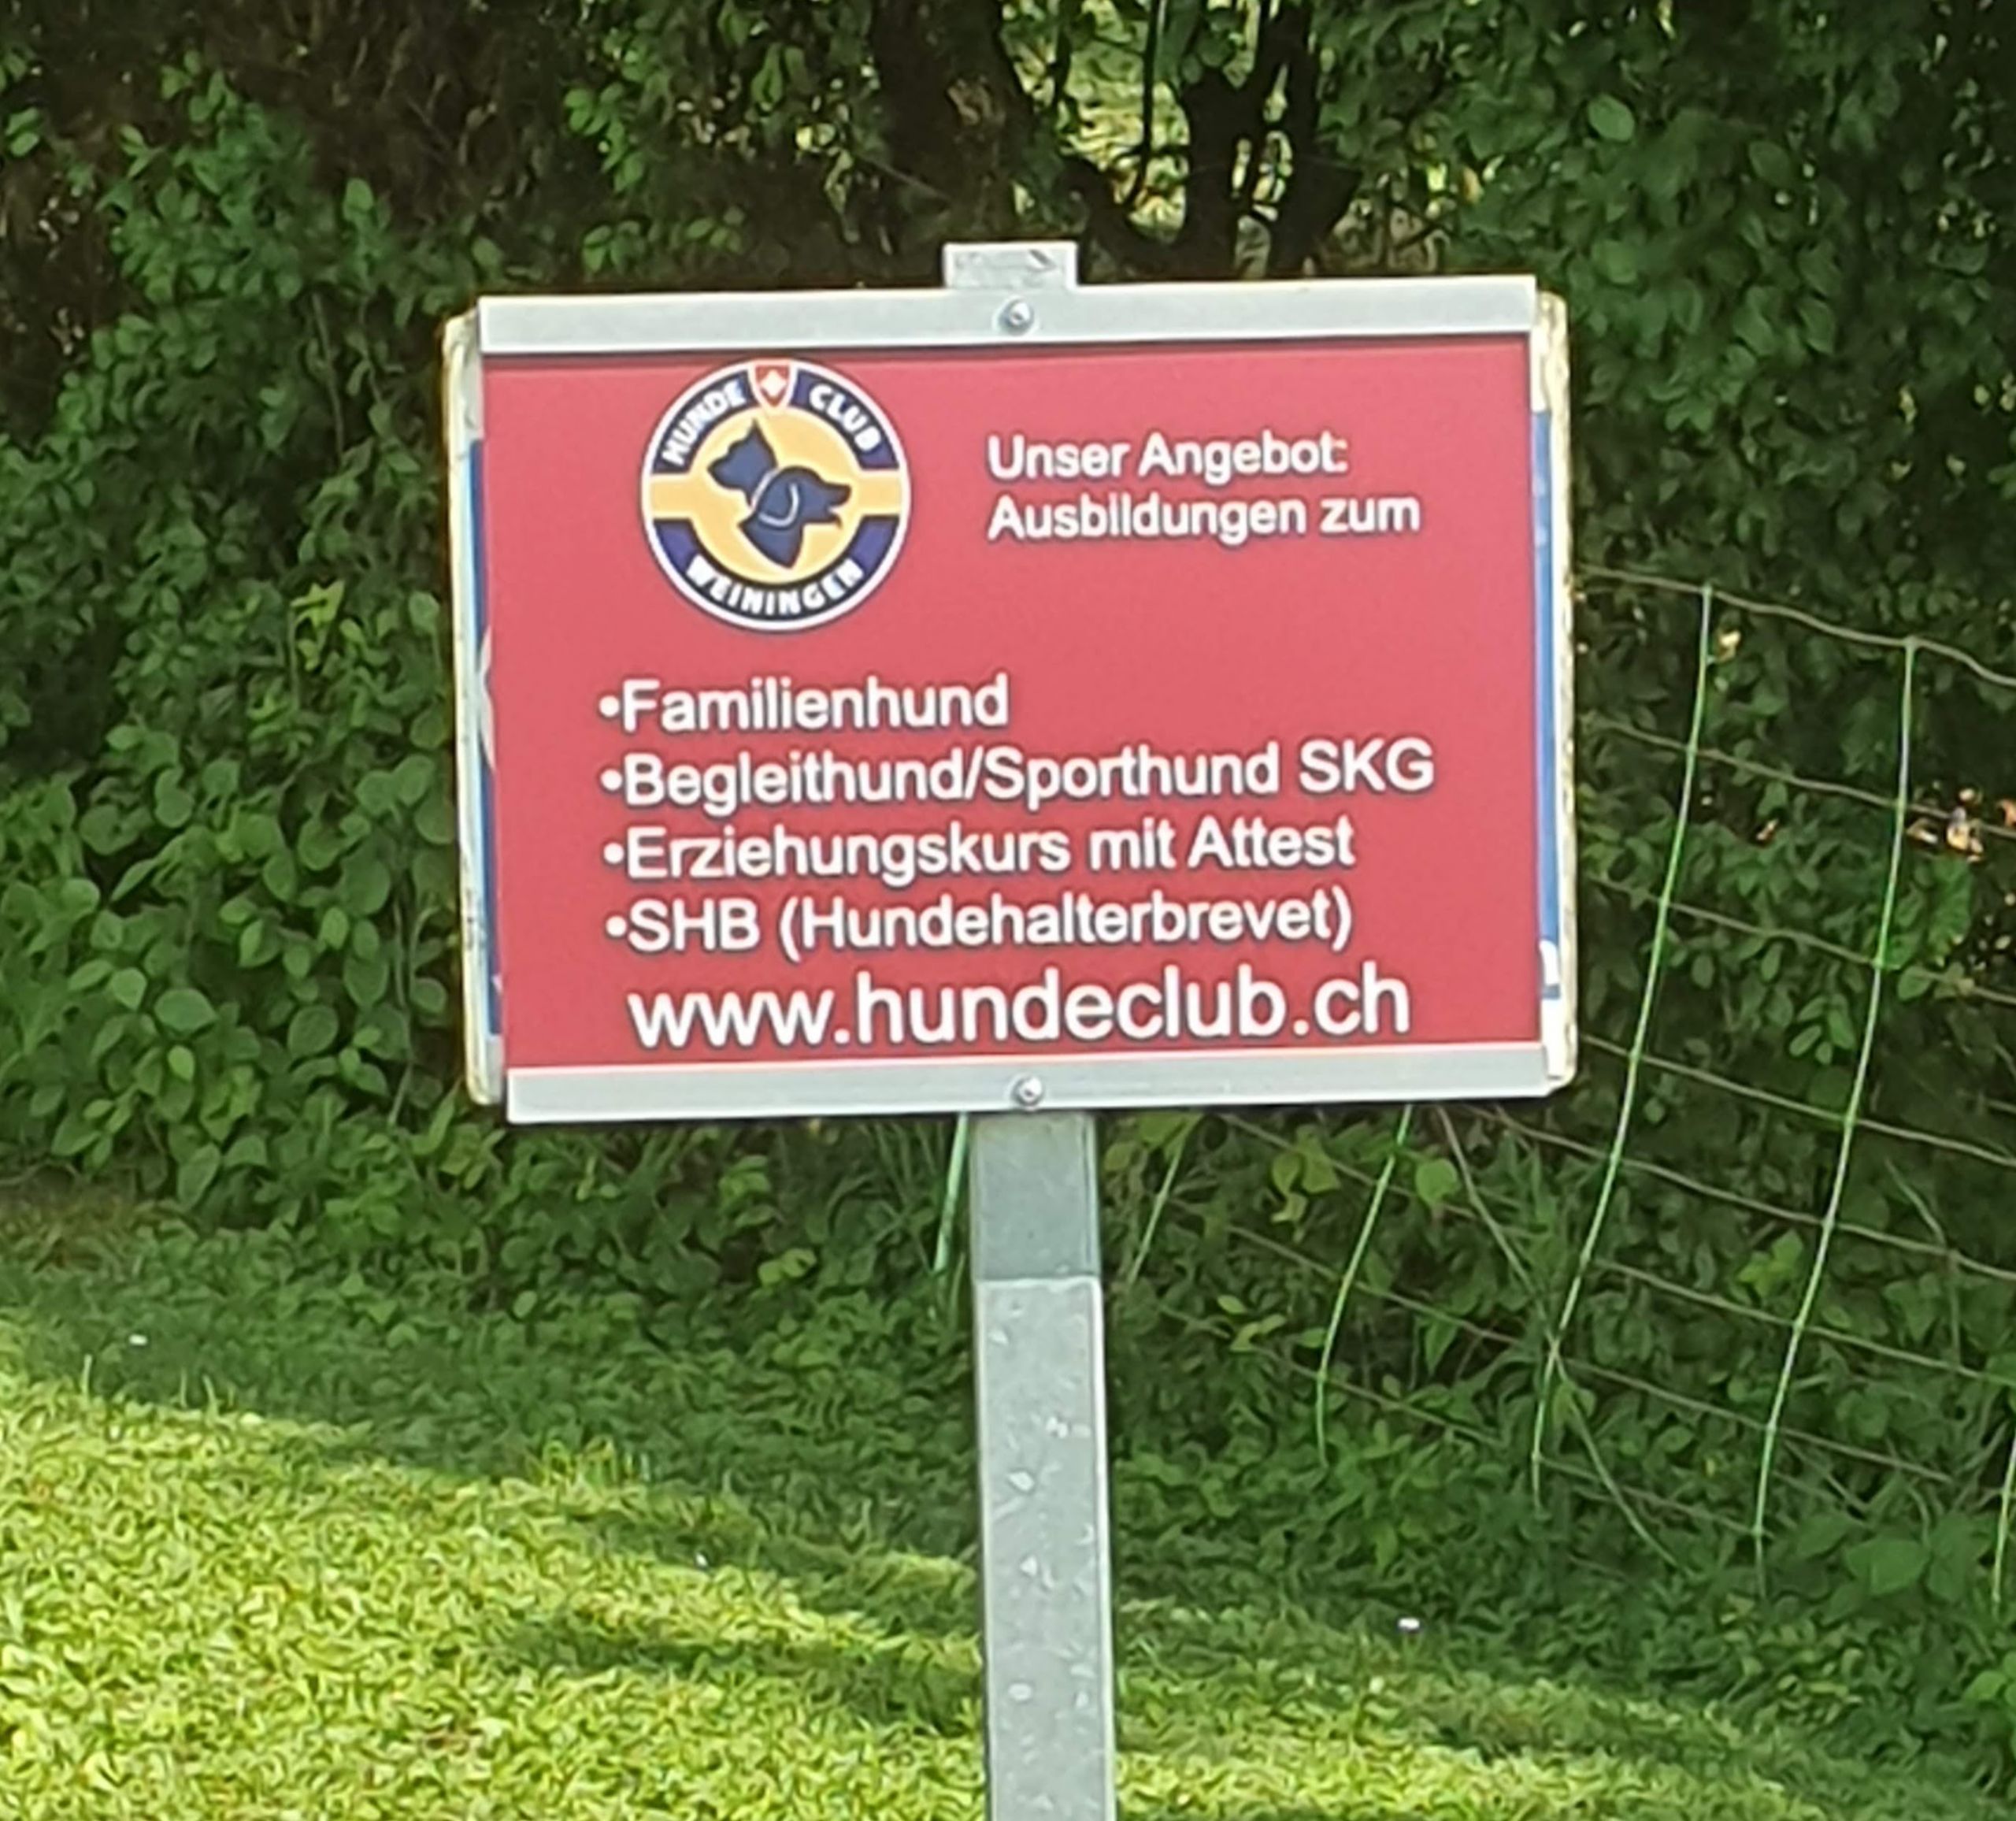 HUNDE CLUB
WEININGEN
Unser Angebot:
Ausbildungen zum
•Familienhund
•Begleithund/Sporthund SKG
•Erziehungskurs mit Attest
•SHB (Hundehalterbrevet)
www.hundeclub.ch